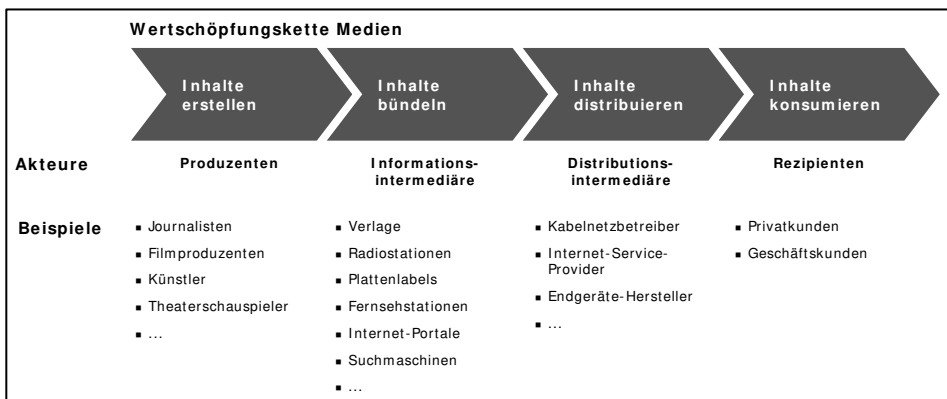 Wertschöpfungskette Medien
Inhalte
erstellen
Inhalte
bündeln
Inhalte
distribuieren
Inhalte
konsumieren
Akteure
Produzenten
Informations-
intermediäre
Distributions-
intermediäre
Rezipienten
Beispiele
▪ Journalisten
▪ Filmproduzenten
▪ Künstler
▪ Theaterschauspieler
▪ ...
▪ Verlage
▪ Radiostationen
▪ Plattenlabels
▪ Fernsehstationen
▪ Internet-Portale
▪ Suchmaschinen
▪ ...
▪ Kabelnetzbetreiber
▪ Internet-Service-
Provider
▪ Endgeräte-Hersteller
▪ ...
▪ Privatkunden
▪ Geschäftskunden